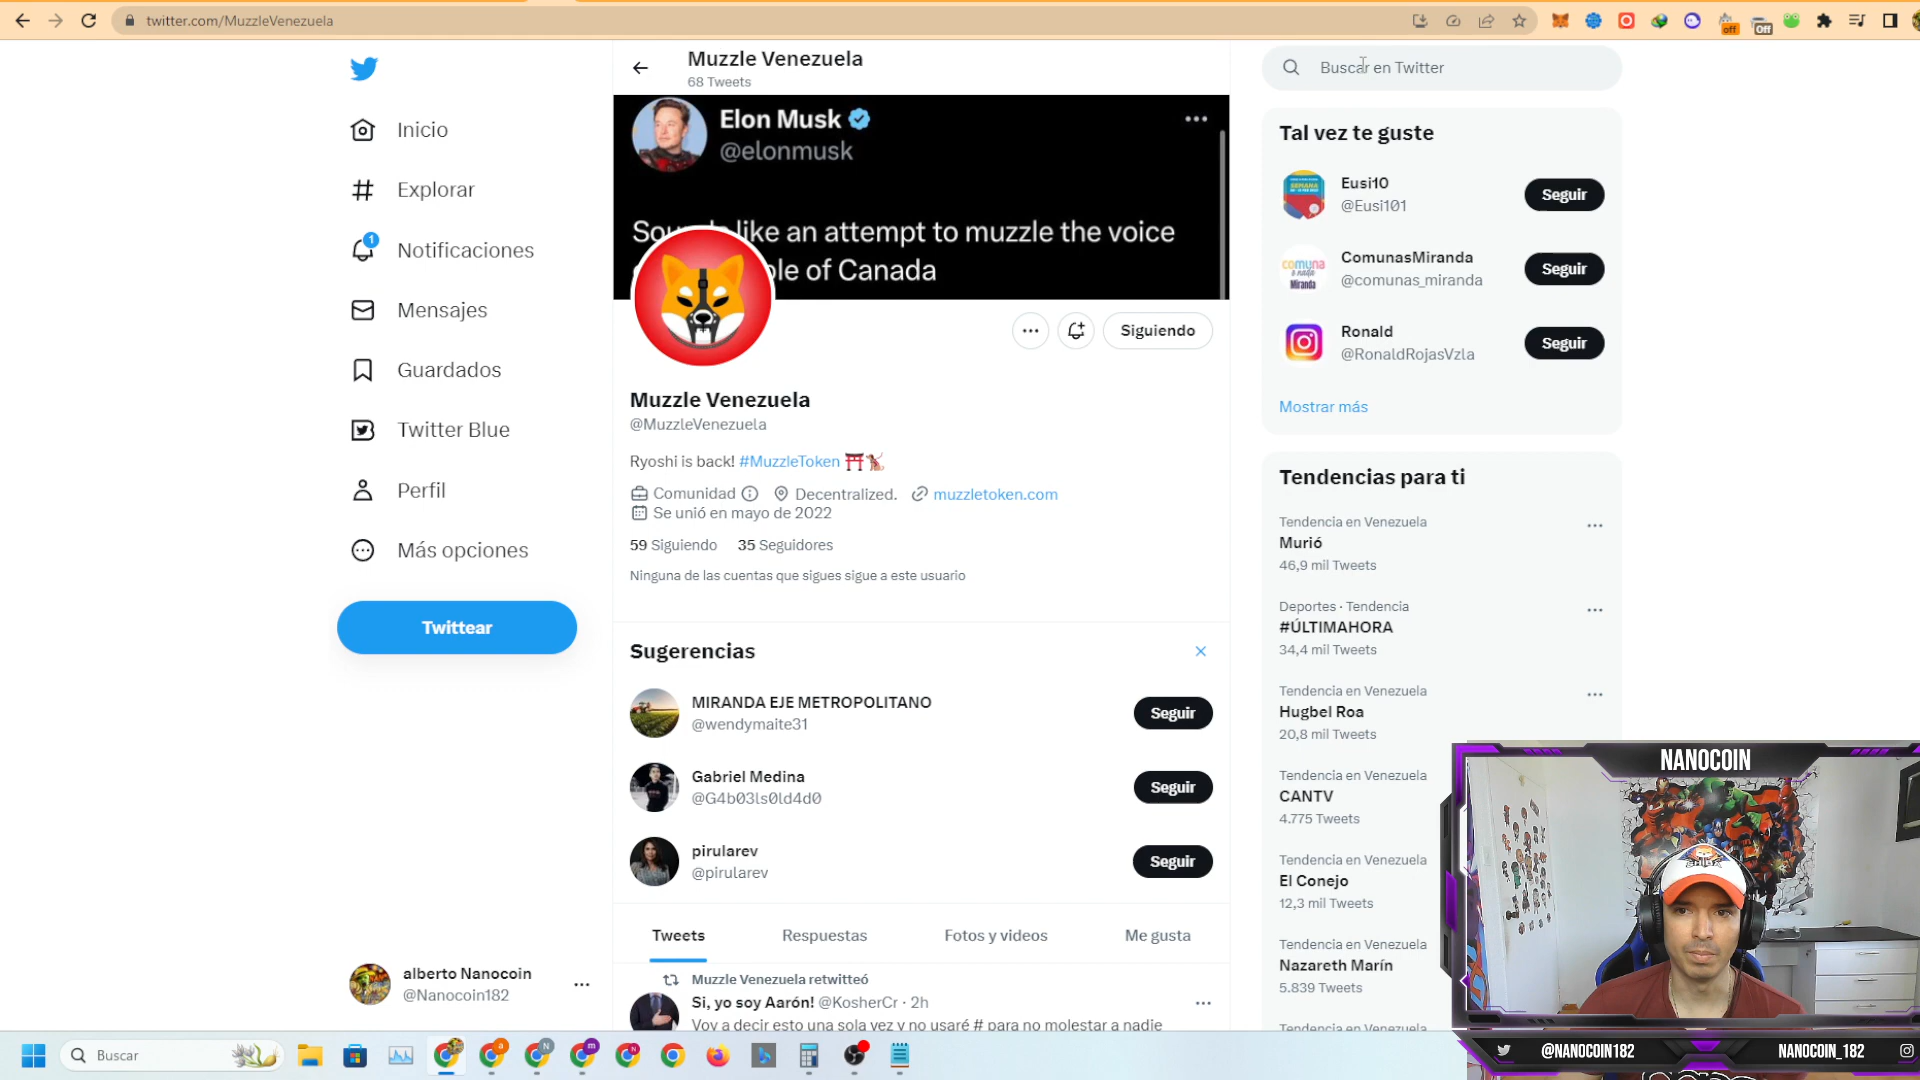 twitter.com/MuzzleVenezuela
off
Off
Inicio
Explorar
1
Notificaciones
Mensajes
Guardados
Twitter Blue
Perfil
Más opciones
Twittear
alberto Nanocoin
@Nanocoin182
Muzzle Venezuela
68 Tweets
Elon Musk
@elonmusk
like an attempt to muzzle the voice
of Canada
Siguiendo
Muzzle Venezuela
@MuzzleVenezuela
Ryoshi is back! #MuzzleToken
Comunidad Decentralized. muzzletoken.com
Se unió en mayo de 2022
59 Siguiendo 35 Seguidores
Ninguna de las cuentas que sigues sigue a este usuario
Sugerencias
MIRANDA EJE METROPOLITANO
@wendymaite31
Seguir
Gabriel Medina
@G4b03ls0ld4d0
Seguir
pirularev
@pirularev
Seguir
Tweets Respuestas Fotos y videos Me gusta
Muzzle Venezuela retwitteó
Si, yo soy Aarón! @KosherCr · 2h
Voy a decir esto una sola vez y no usaré # para no molestar a nadie
Buscar en Twitter
Tal vez te guste
Eusi10
@Eusi101
Seguir
ComunasMiranda
@comunas_miranda
Seguir
Ronald
@RonaldRojasVzla
Seguir
Mostrar más
Tendencias para ti
Tendencia en Venezuela
Murió
46,9 mil Tweets
Deportes · Tendencia
#ÚLTIMAHORA
34,4 mil Tweets
Tendencia en Venezuela
Hugbel Roa
20,8 mil Tweets
Tendencia en Venezuela
CANTV
4.775 Tweets
Tendencia en Venezuela
El Conejo
12,3 mil Tweets
Tendencia en Venezuela
Nazareth Marín
5.839 Tweets
Tendencia en Venezuela
NANOCOIN
@NANOCOIN182 NANOCOIN_182
Buscar